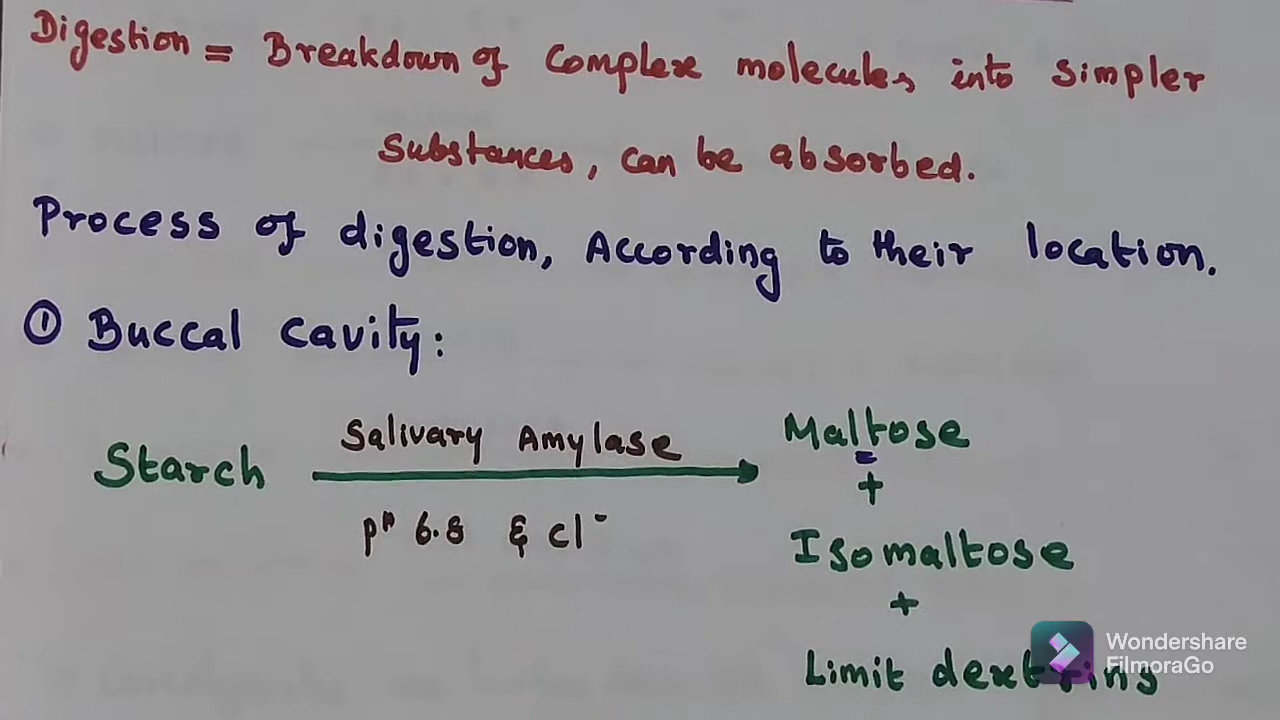 Digestion = Breakdown of Complex molecules into simpler
Substances, can be absorbed.
Process of digestion, According to their location.
① Buccal cavity:
Starch
Salivary Amylase
pH 6.8 & cl⁻
Maltose
+
Isomaltose
+
Limit dextrins
Wondershare
FilmoraGo